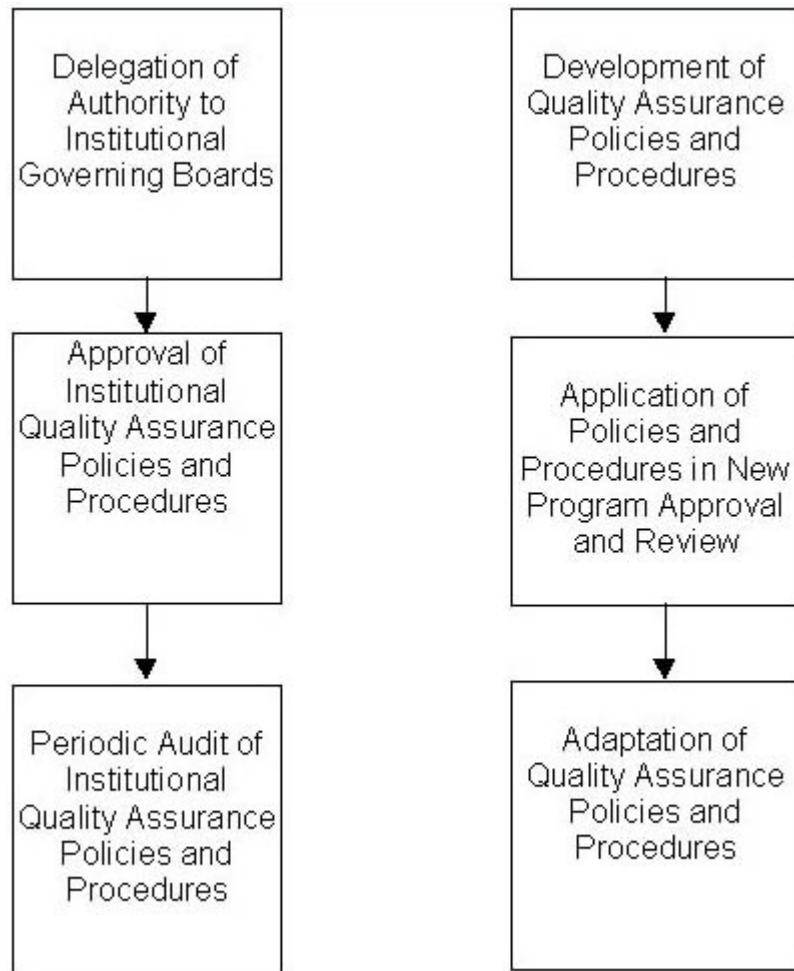 Delegation of
Authority to
Institutional
Governing Boards
Approval of
Institutional
Quality Assurance
Policies and
Procedures
Periodic Audit of
Institutional
Quality Assurance
Policies and
Procedures
Development of
Quality Assurance
Policies and
Procedures
Application of
Policies and
Procedures in New
Program Approval
and Review
Adaptation of
Quality Assurance
Policies and
Procedures